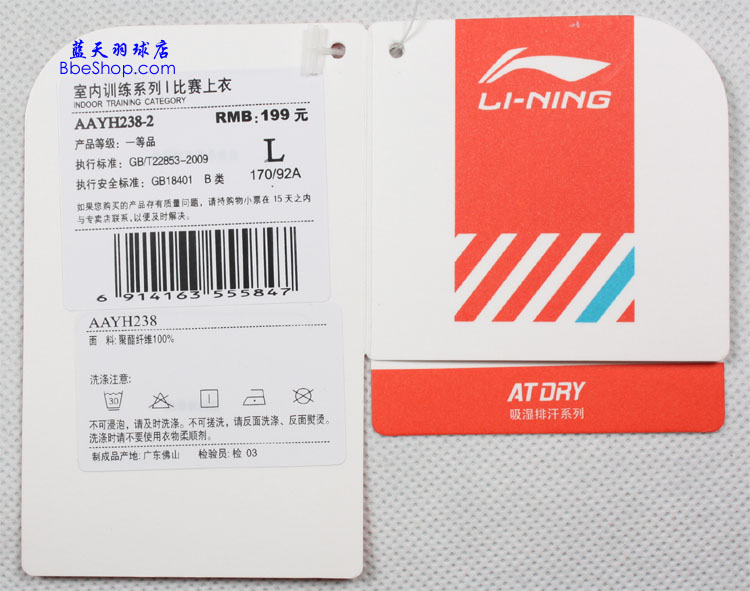 蓝天羽球店
BbeShop.com
室内训练系列 | 比赛上衣
INDOOR TRAINING CATEGORY
AAYH238-2
RMB: 199 元
产品等级: 一等品
执行标准: GB/T22853-2009
执行安全标准: GB18401 B 类
L
170/92A
如果您购买的产品存有质量问题, 请持购物小票在 15 天之内
与专卖店联系, 以便及时解决。
6 914163 555847
AAYH238
面 料: 聚酯纤维100%
洗涤注意:
30
不可浸泡, 请及时洗涤。不可搓洗, 请反面洗涤、反面熨烫。
洗涤时请不要使用衣物柔顺剂。
制成品产地: 广东佛山 检验员: 检 03
LI-NING
AT DRY
吸湿排汗系列